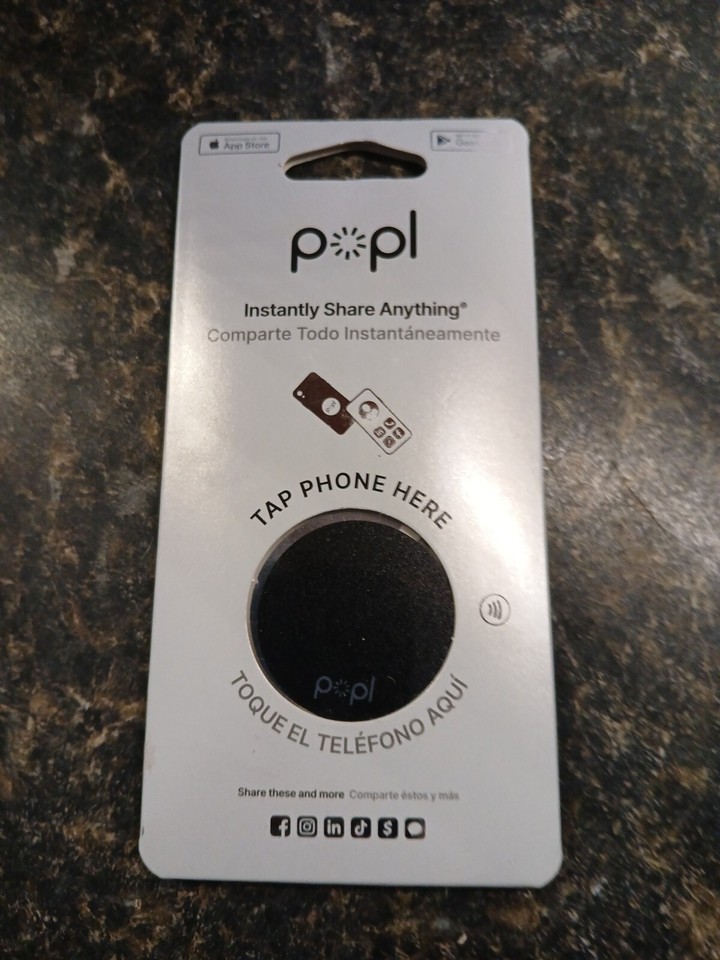 App Store
popl
Instantly Share Anything®
Comparte Todo Instantáneamente
TAP PHONE HERE
popl
TOQUE EL TELÉFONO AQUÍ
Share these and more Comparte éstos y más